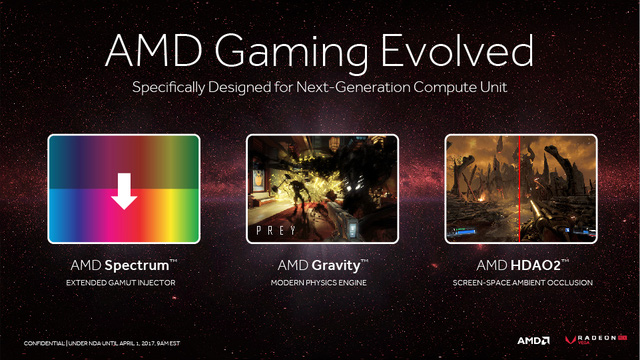 AMD Gaming Evolved
Specifically Designed for Next-Generation Compute Unit
PREY
AMD Spectrum™
AMD Gravity™
AMD HDAO2™
EXTENDED GAMUT INJECTOR
MODERN PHYSICS ENGINE
SCREEN-SPACE AMBIENT OCCLUSION
CONFIDENTIAL | UNDER NDA UNTIL APRIL 1, 2017, 9AM EST
AMD
RADEON
VEGA